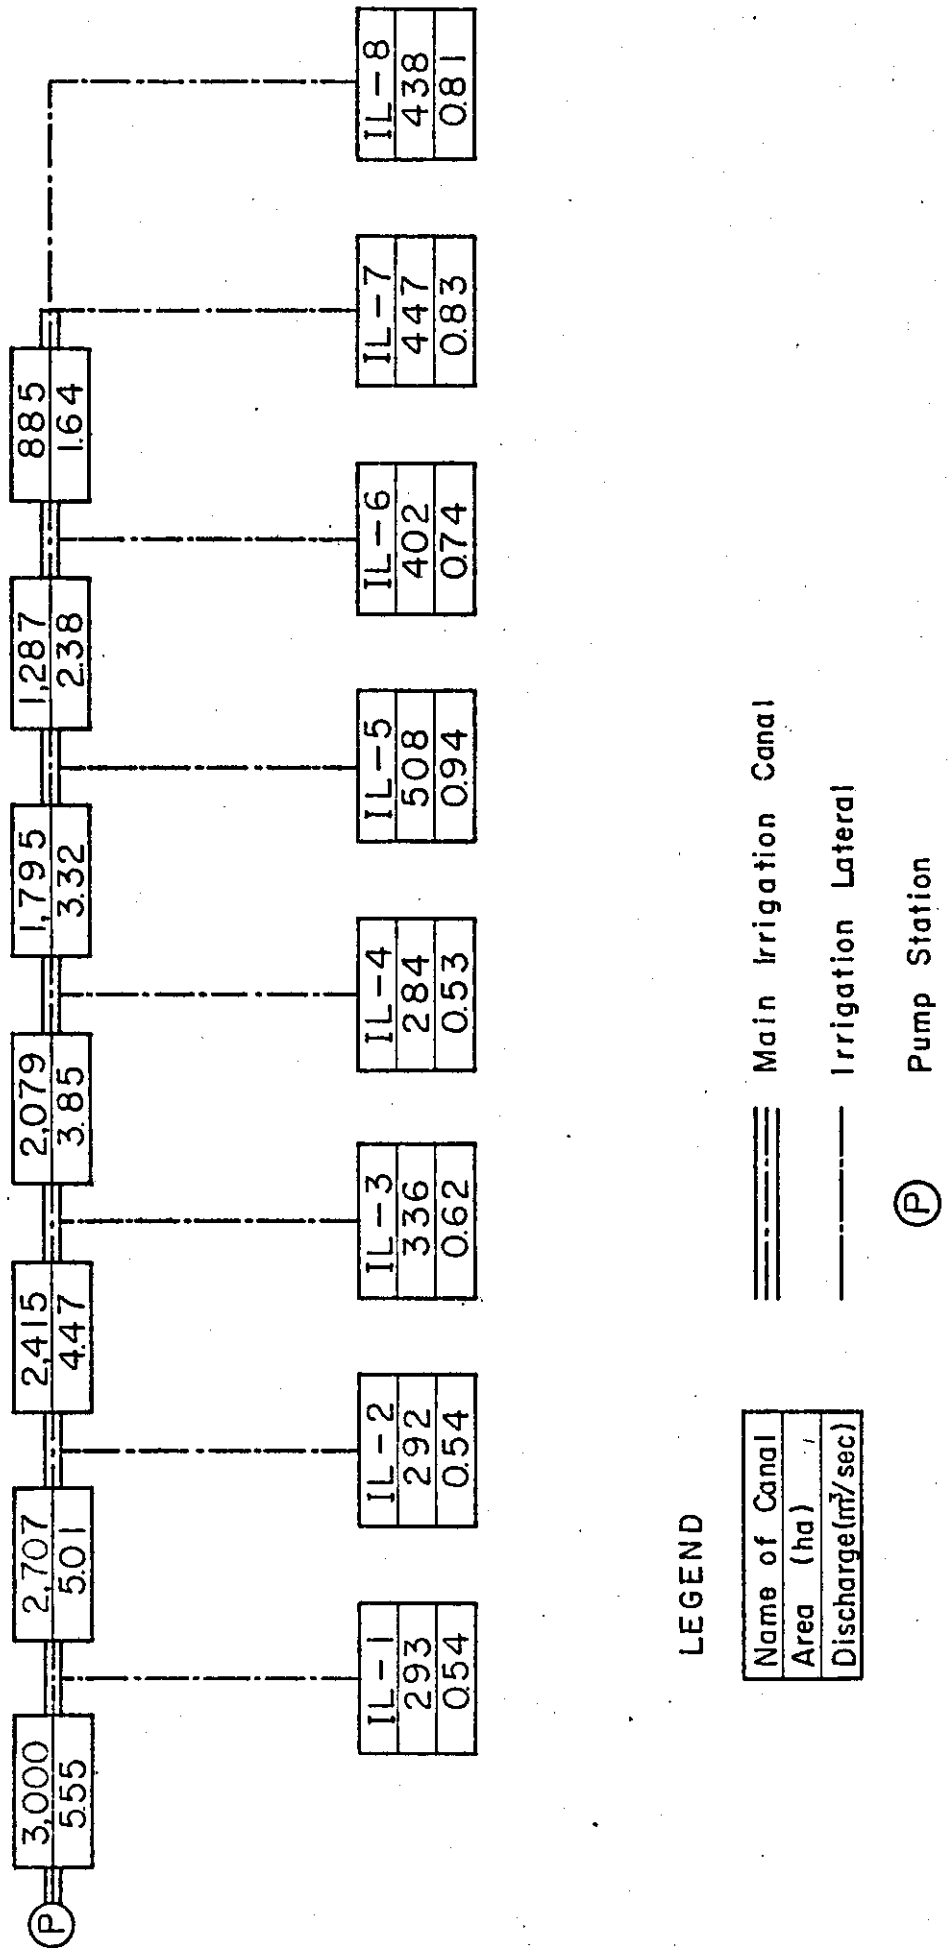 P
3,000
5.55
2,707
5.01
2,415
4.47
2,079
3.85
1,795
3.32
1,287
2.38
885
1.64
IL-1
293
0.54
IL-2
292
0.54
IL-3
336
0.62
IL-4
284
0.53
IL-5
508
0.94
IL-6
402
0.74
IL-7
447
0.83
IL-8
438
0.81
LEGEND
Name of Canal
Area (ha)
Discharge(m³/sec)
Main Irrigation Canal
Irrigation Lateral
P Pump Station